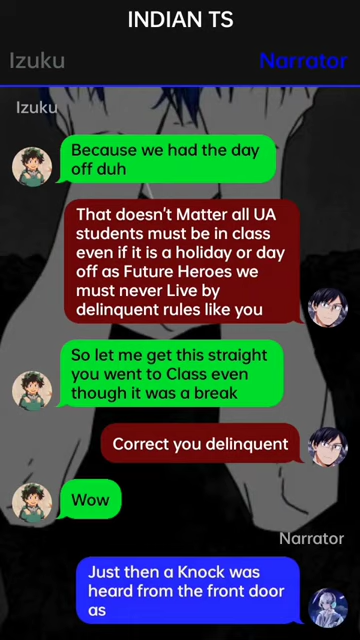 INDIAN TS
Izuku
Narrator
Izuku
Because we had the day
off duh
That doesn't Matter all UA
students must be in class
even if it is a holiday or day
off as Future Heroes we
must never Live by
delinquent rules like you
So let me get this straight
you went to Class even
though it was a break
Correct you delinquent
Wow
Narrator
Just then a Knock was
heard from the front door
as